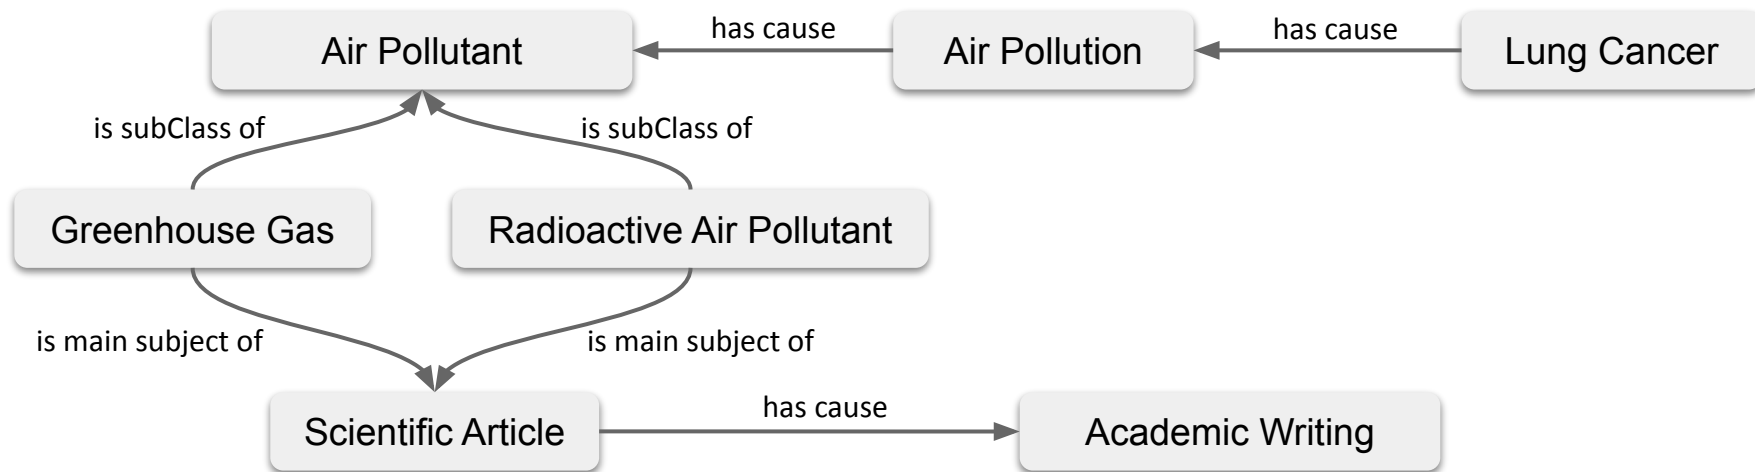 has cause
has cause
Air Pollutant
Air Pollution
Lung Cancer
is subClass of
is subClass of
Greenhouse Gas
Radioactive Air Pollutant
is main subject of
is main subject of
has cause
Scientific Article
Academic Writing